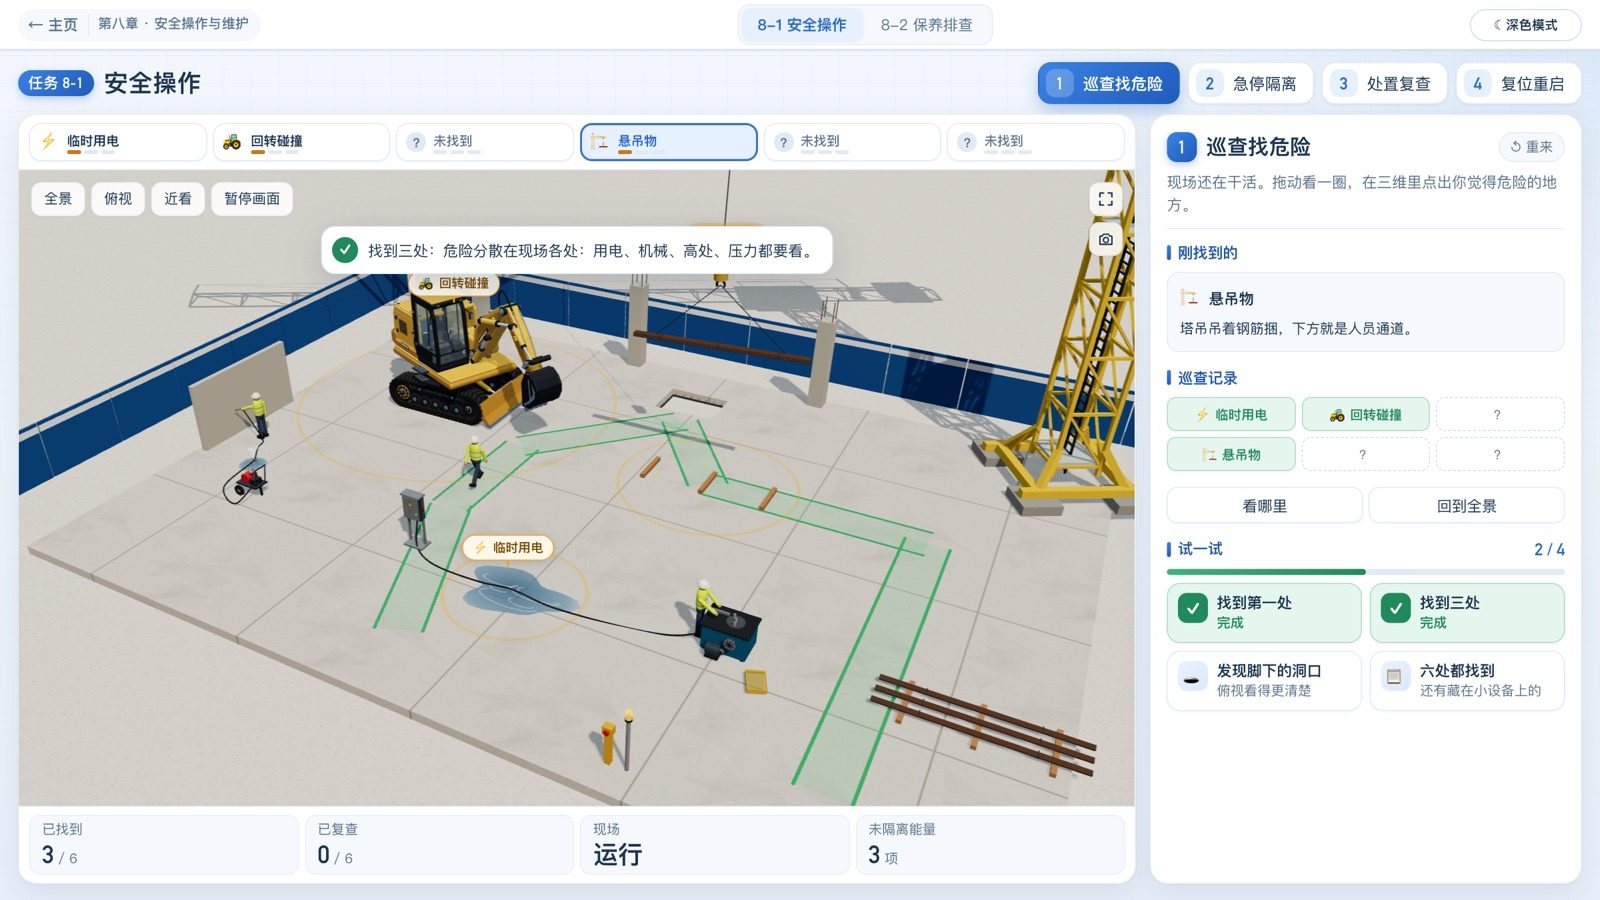 ← 主页
第八章 · 安全操作与维护
8-1 安全操作
8-2 保养排查
深色模式
任务 8-1
安全操作
1 巡查找危险
2 急停隔离
3 处置复查
4 复位重启
临时用电
回转碰撞
? 未找到
悬吊物
? 未找到
? 未找到
全景
俯视
近看
暂停画面
找到三处：危险分散在现场各处：用电、机械、高处、压力都要看。
回转碰撞
临时用电
已找到
3 / 6
已复查
0 / 6
现场
运行
未隔离能量
3 项
1 巡查找危险
重来
现场还在干活。拖动看一圈，在三维里点出你觉得危险的地
方。
刚找到的
悬吊物
塔吊吊着钢筋捆，下方就是人员通道。
巡查记录
临时用电
回转碰撞
?
悬吊物
?
?
看哪里
回到全景
试一试
2 / 4
找到第一处
完成
找到三处
完成
发现脚下的洞口
俯视看得更清楚
六处都找到
还有藏在小设备上的